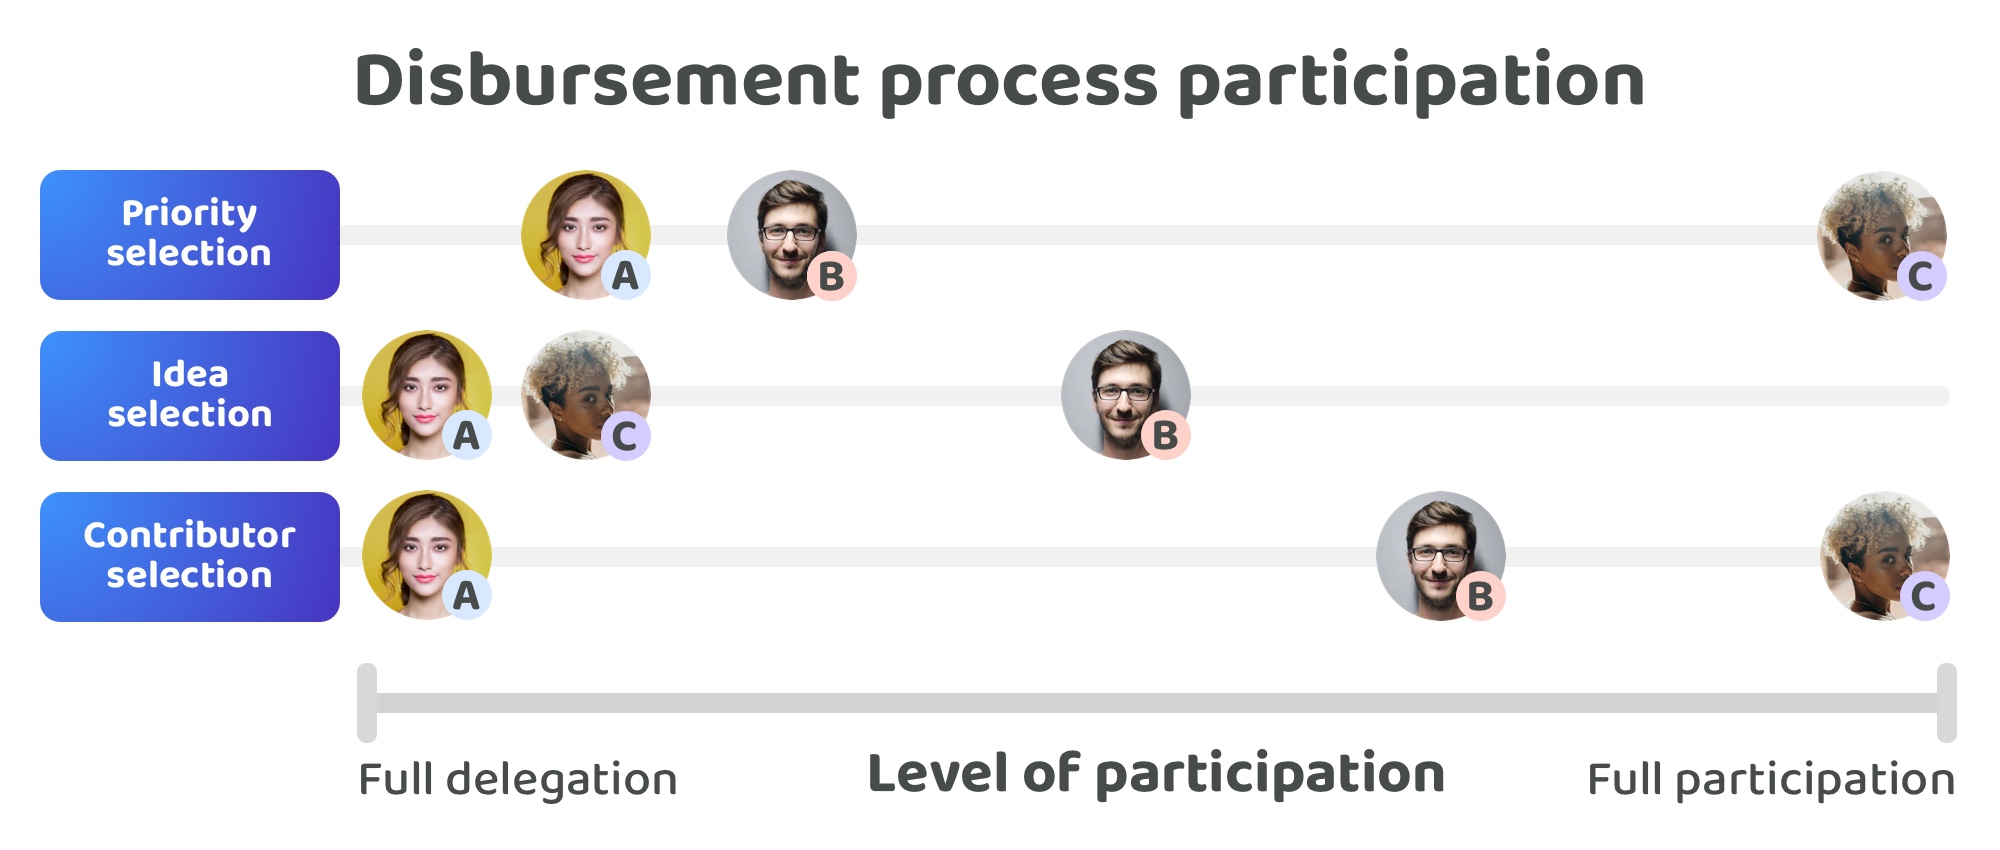 Disbursement process participation
Priority
selection
A
B
C
Idea
selection
A
C
B
Contributor
selection
A
B
C
Full delegation
Level of participation
Full participation